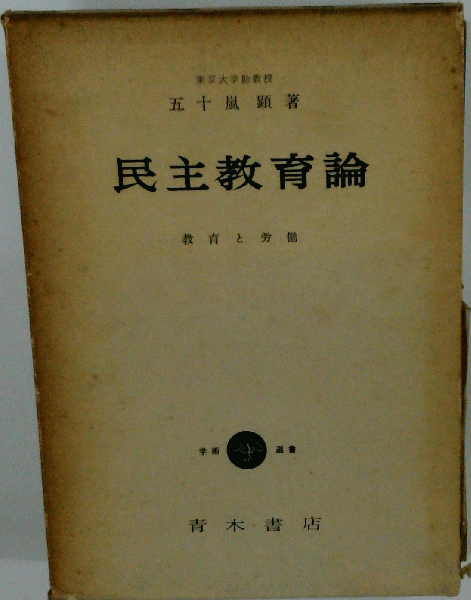 東京大学助教授
五十嵐顕著
民主教育論
教育と労働
学術 選書
青木書店